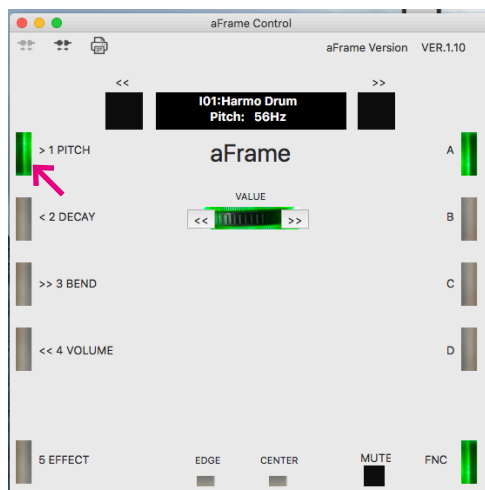 aFrame Control
aFrame Version VER.1.10
<< >>
I01:Harmo Drum
Pitch: 56Hz
> 1 PITCH
aFrame
A
VALUE
< 2 DECAY
<< >>
B
>> 3 BEND
C
<< 4 VOLUME
D
5 EFFECT
EDGE CENTER MUTE FNC